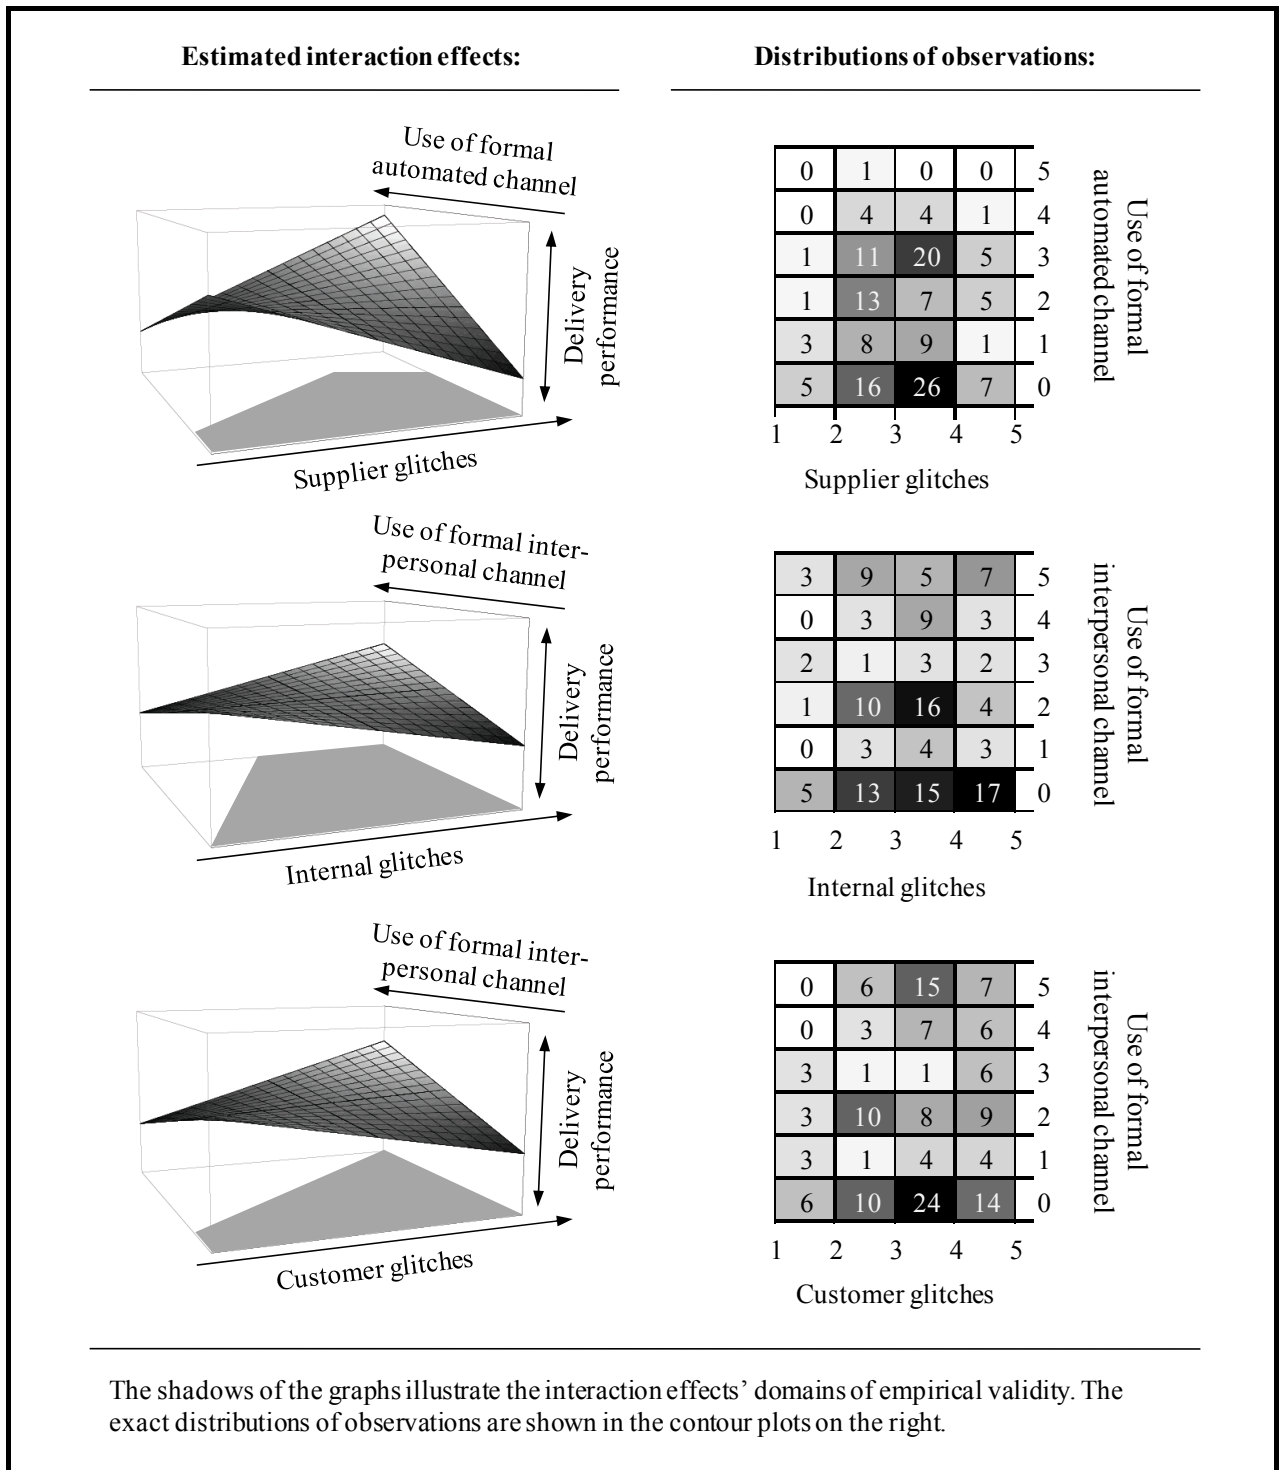 Estimated interaction effects:
Distributions of observations:
Use of formal
automated channel
Delivery
performance
Supplier glitches
0 1 0 0 5
0 4 4 1 4
1 11 20 5 3
1 13 7 5 2
3 8 9 1 1
5 16 26 7 0
1 2 3 4 5
Supplier glitches
Use of formal
automated channel
Use of formal inter-
personal channel
Delivery
performance
Internal glitches
3 9 5 7 5
0 3 9 3 4
2 1 3 2 3
1 10 16 4 2
0 3 4 3 1
5 13 15 17 0
1 2 3 4 5
Internal glitches
Use of formal
interpersonal channel
Use of formal inter-
personal channel
Delivery
performance
Customer glitches
0 6 15 7 5
0 3 7 6 4
3 1 1 6 3
3 10 8 9 2
3 1 4 4 1
6 10 24 14 0
1 2 3 4 5
Customer glitches
Use of formal
interpersonal channel
The shadows of the graphs illustrate the interaction effects’ domains of empirical validity. The
exact distributions of observations are shown in the contour plots on the right.